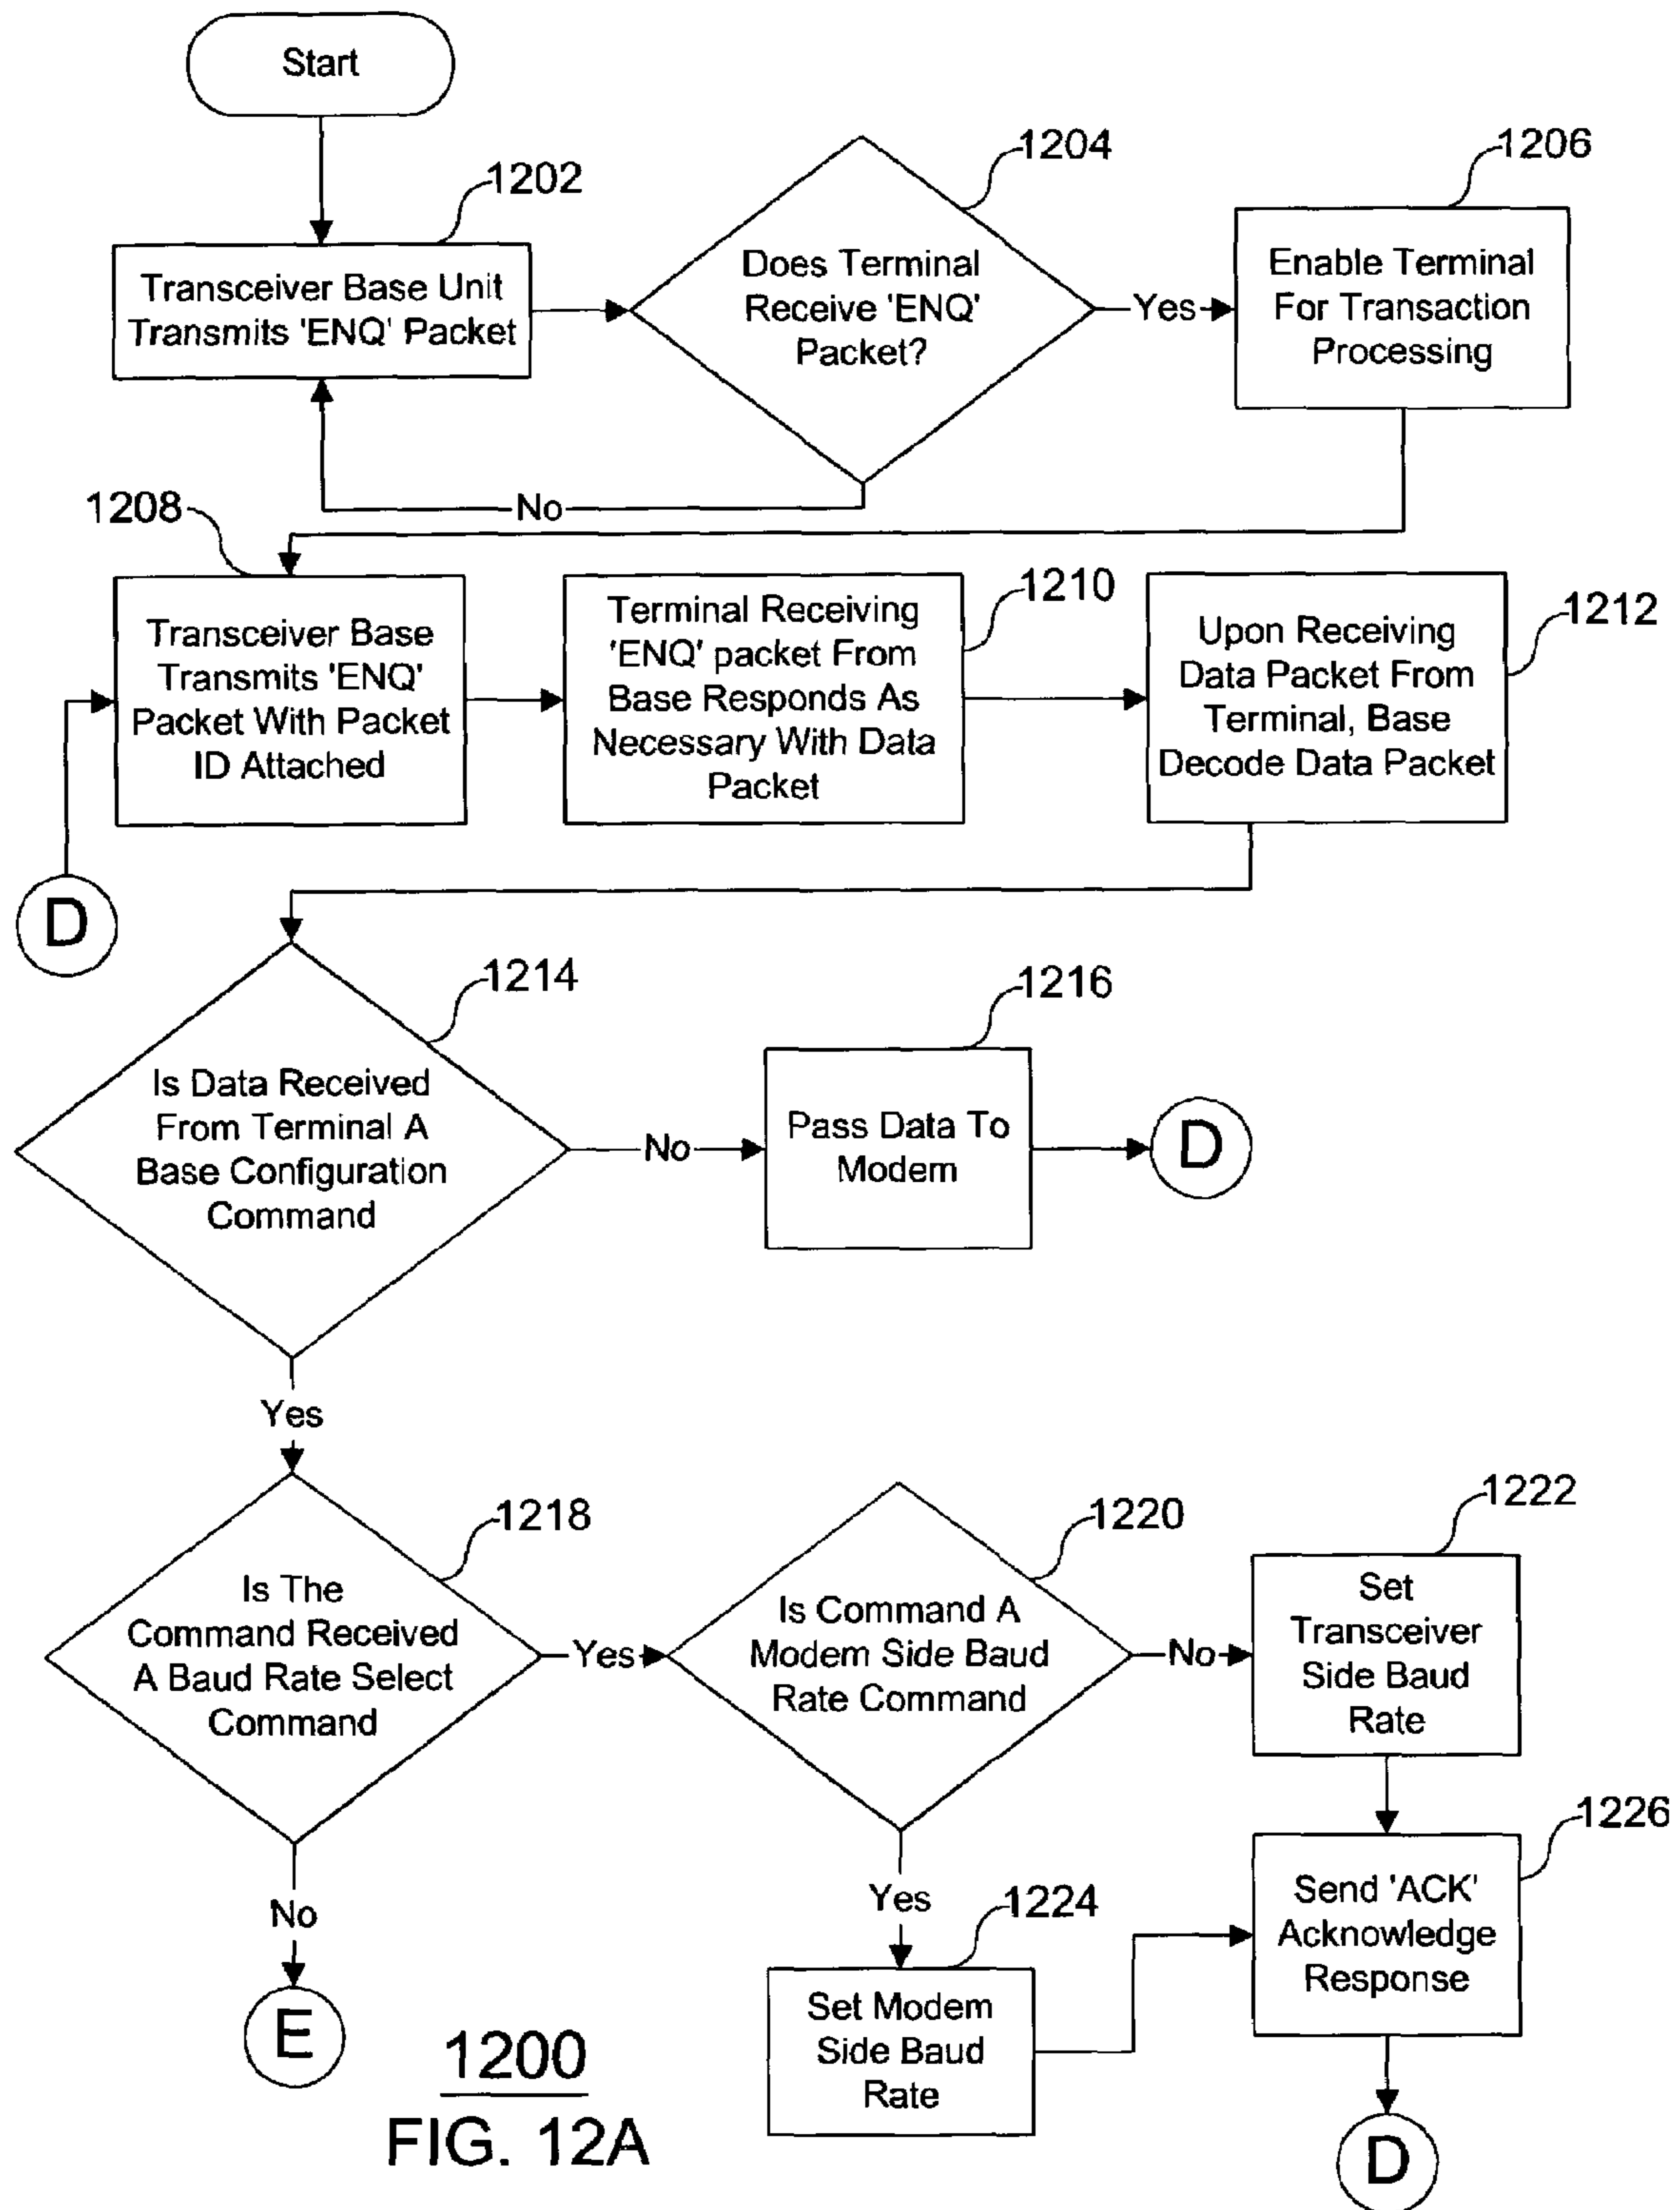 Start
1202
Transceiver Base Unit
Transmits 'ENQ' Packet
1204
Does Terminal
Receive 'ENQ'
Packet?
Yes
No
1206
Enable Terminal
For Transaction
Processing
1208
Transceiver Base
Transmits 'ENQ'
Packet With Packet
ID Attached
D
1210
Terminal Receiving
'ENQ' packet From
Base Responds As
Necessary With Data
Packet
1212
Upon Receiving
Data Packet From
Terminal, Base
Decode Data Packet
1214
Is Data Received
From Terminal A
Base Configuration
Command
No
1216
Pass Data To
Modem
D
Yes
1218
Is The
Command Received
A Baud Rate Select
Command
Yes
1220
Is Command A
Modem Side Baud
Rate Command
No
1222
Set
Transceiver
Side Baud
Rate
No
E
Yes
1224
Set Modem
Side Baud
Rate
1226
Send 'ACK'
Acknowledge
Response
D
1200
FIG. 12A